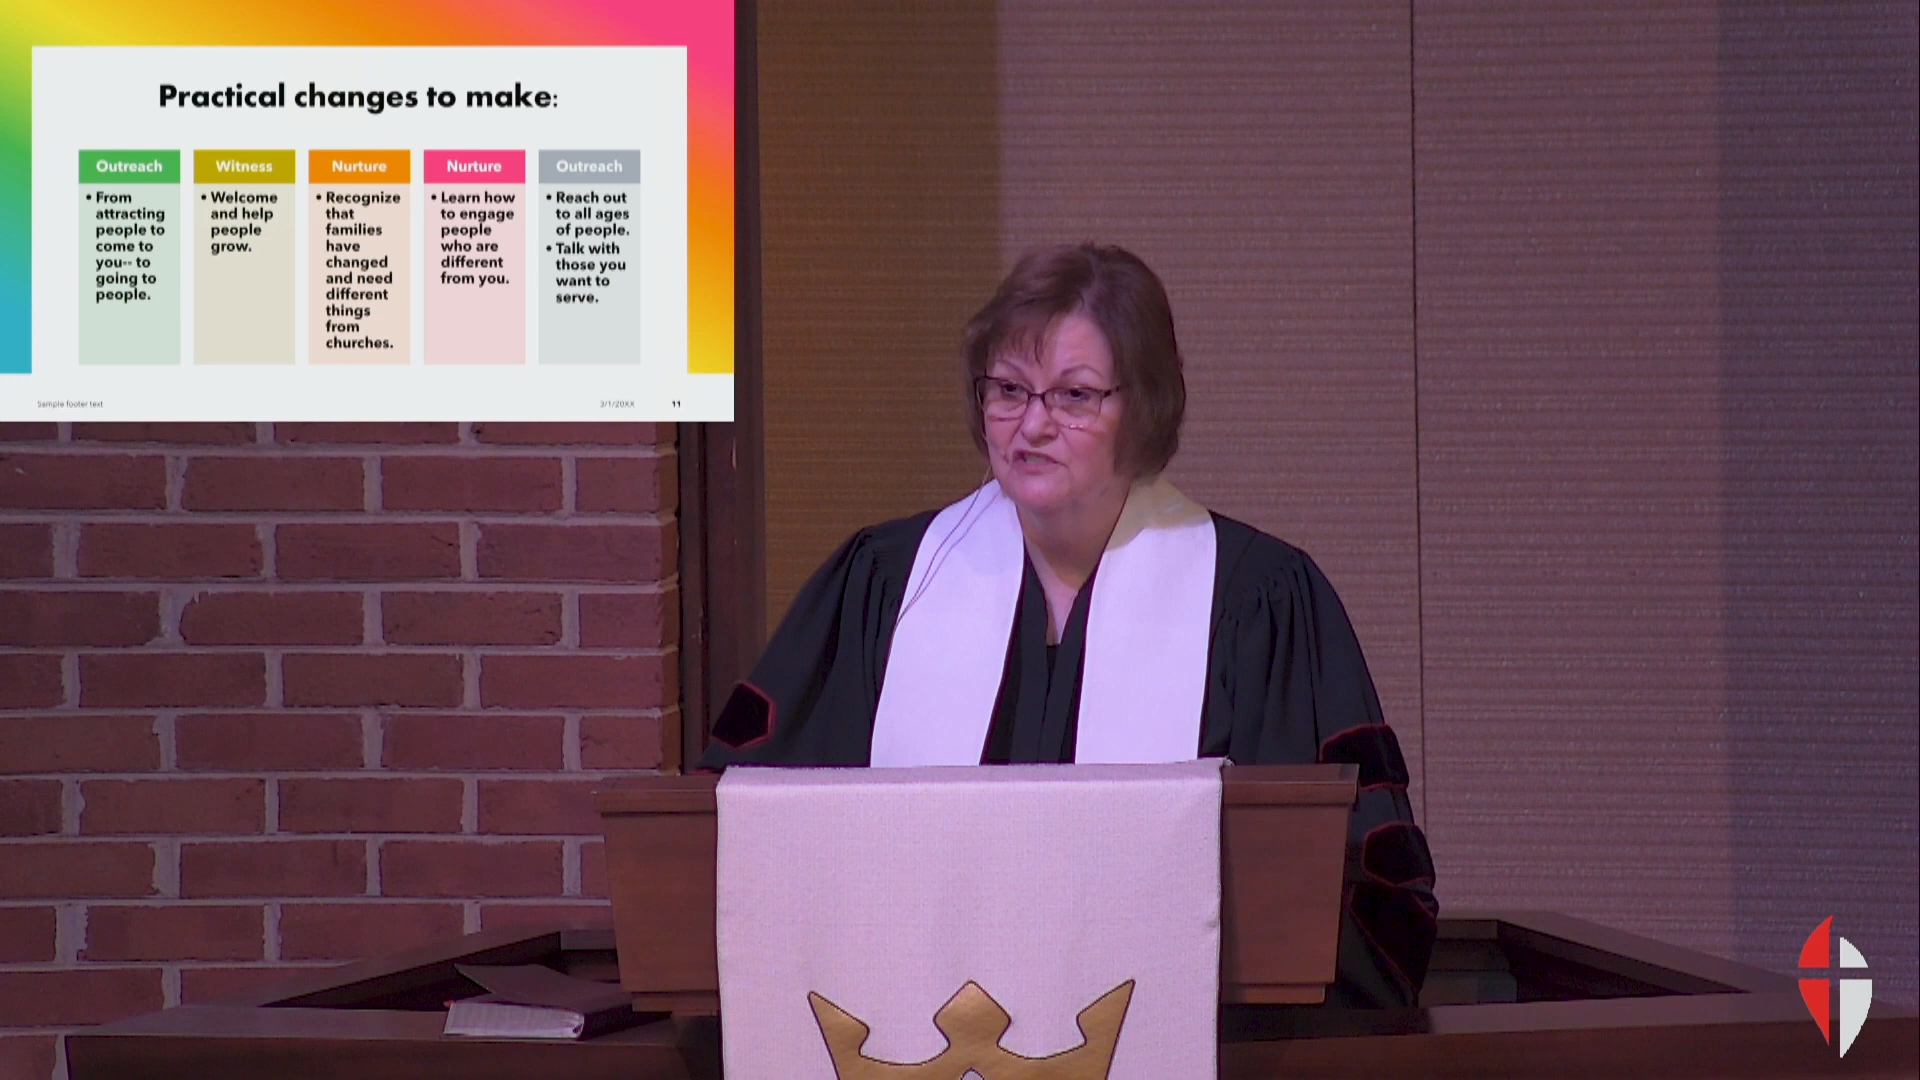 Practical changes to make:
Outreach
• From
attracting
people to
come to
you-- to
going to
people.
Witness
• Welcome
and help
people
grow.
Nurture
• Recognize
that
families
have
changed
and need
different
things
from
churches.
Nurture
• Learn how
to engage
people
who are
different
from you.
Outreach
• Reach out
to all ages
of people.
• Talk with
those you
want to
serve.
Sample footer text
3/1/20XX
11